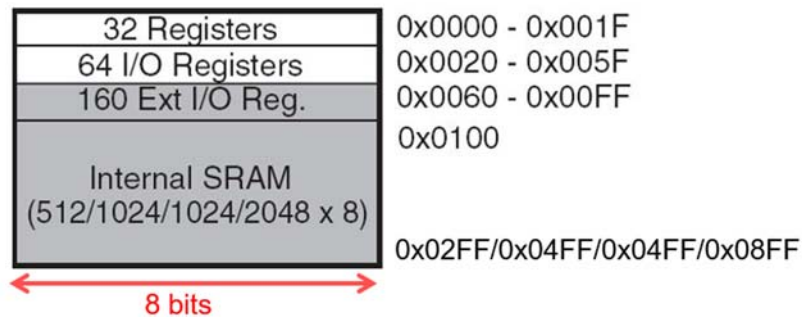 32 Registers 0x0000 - 0x001F
64 I/O Registers 0x0020 - 0x005F
160 Ext I/O Reg. 0x0060 - 0x00FF
0x0100
Internal SRAM
(512/1024/1024/2048 x 8)
0x02FF/0x04FF/0x04FF/0x08FF
8 bits